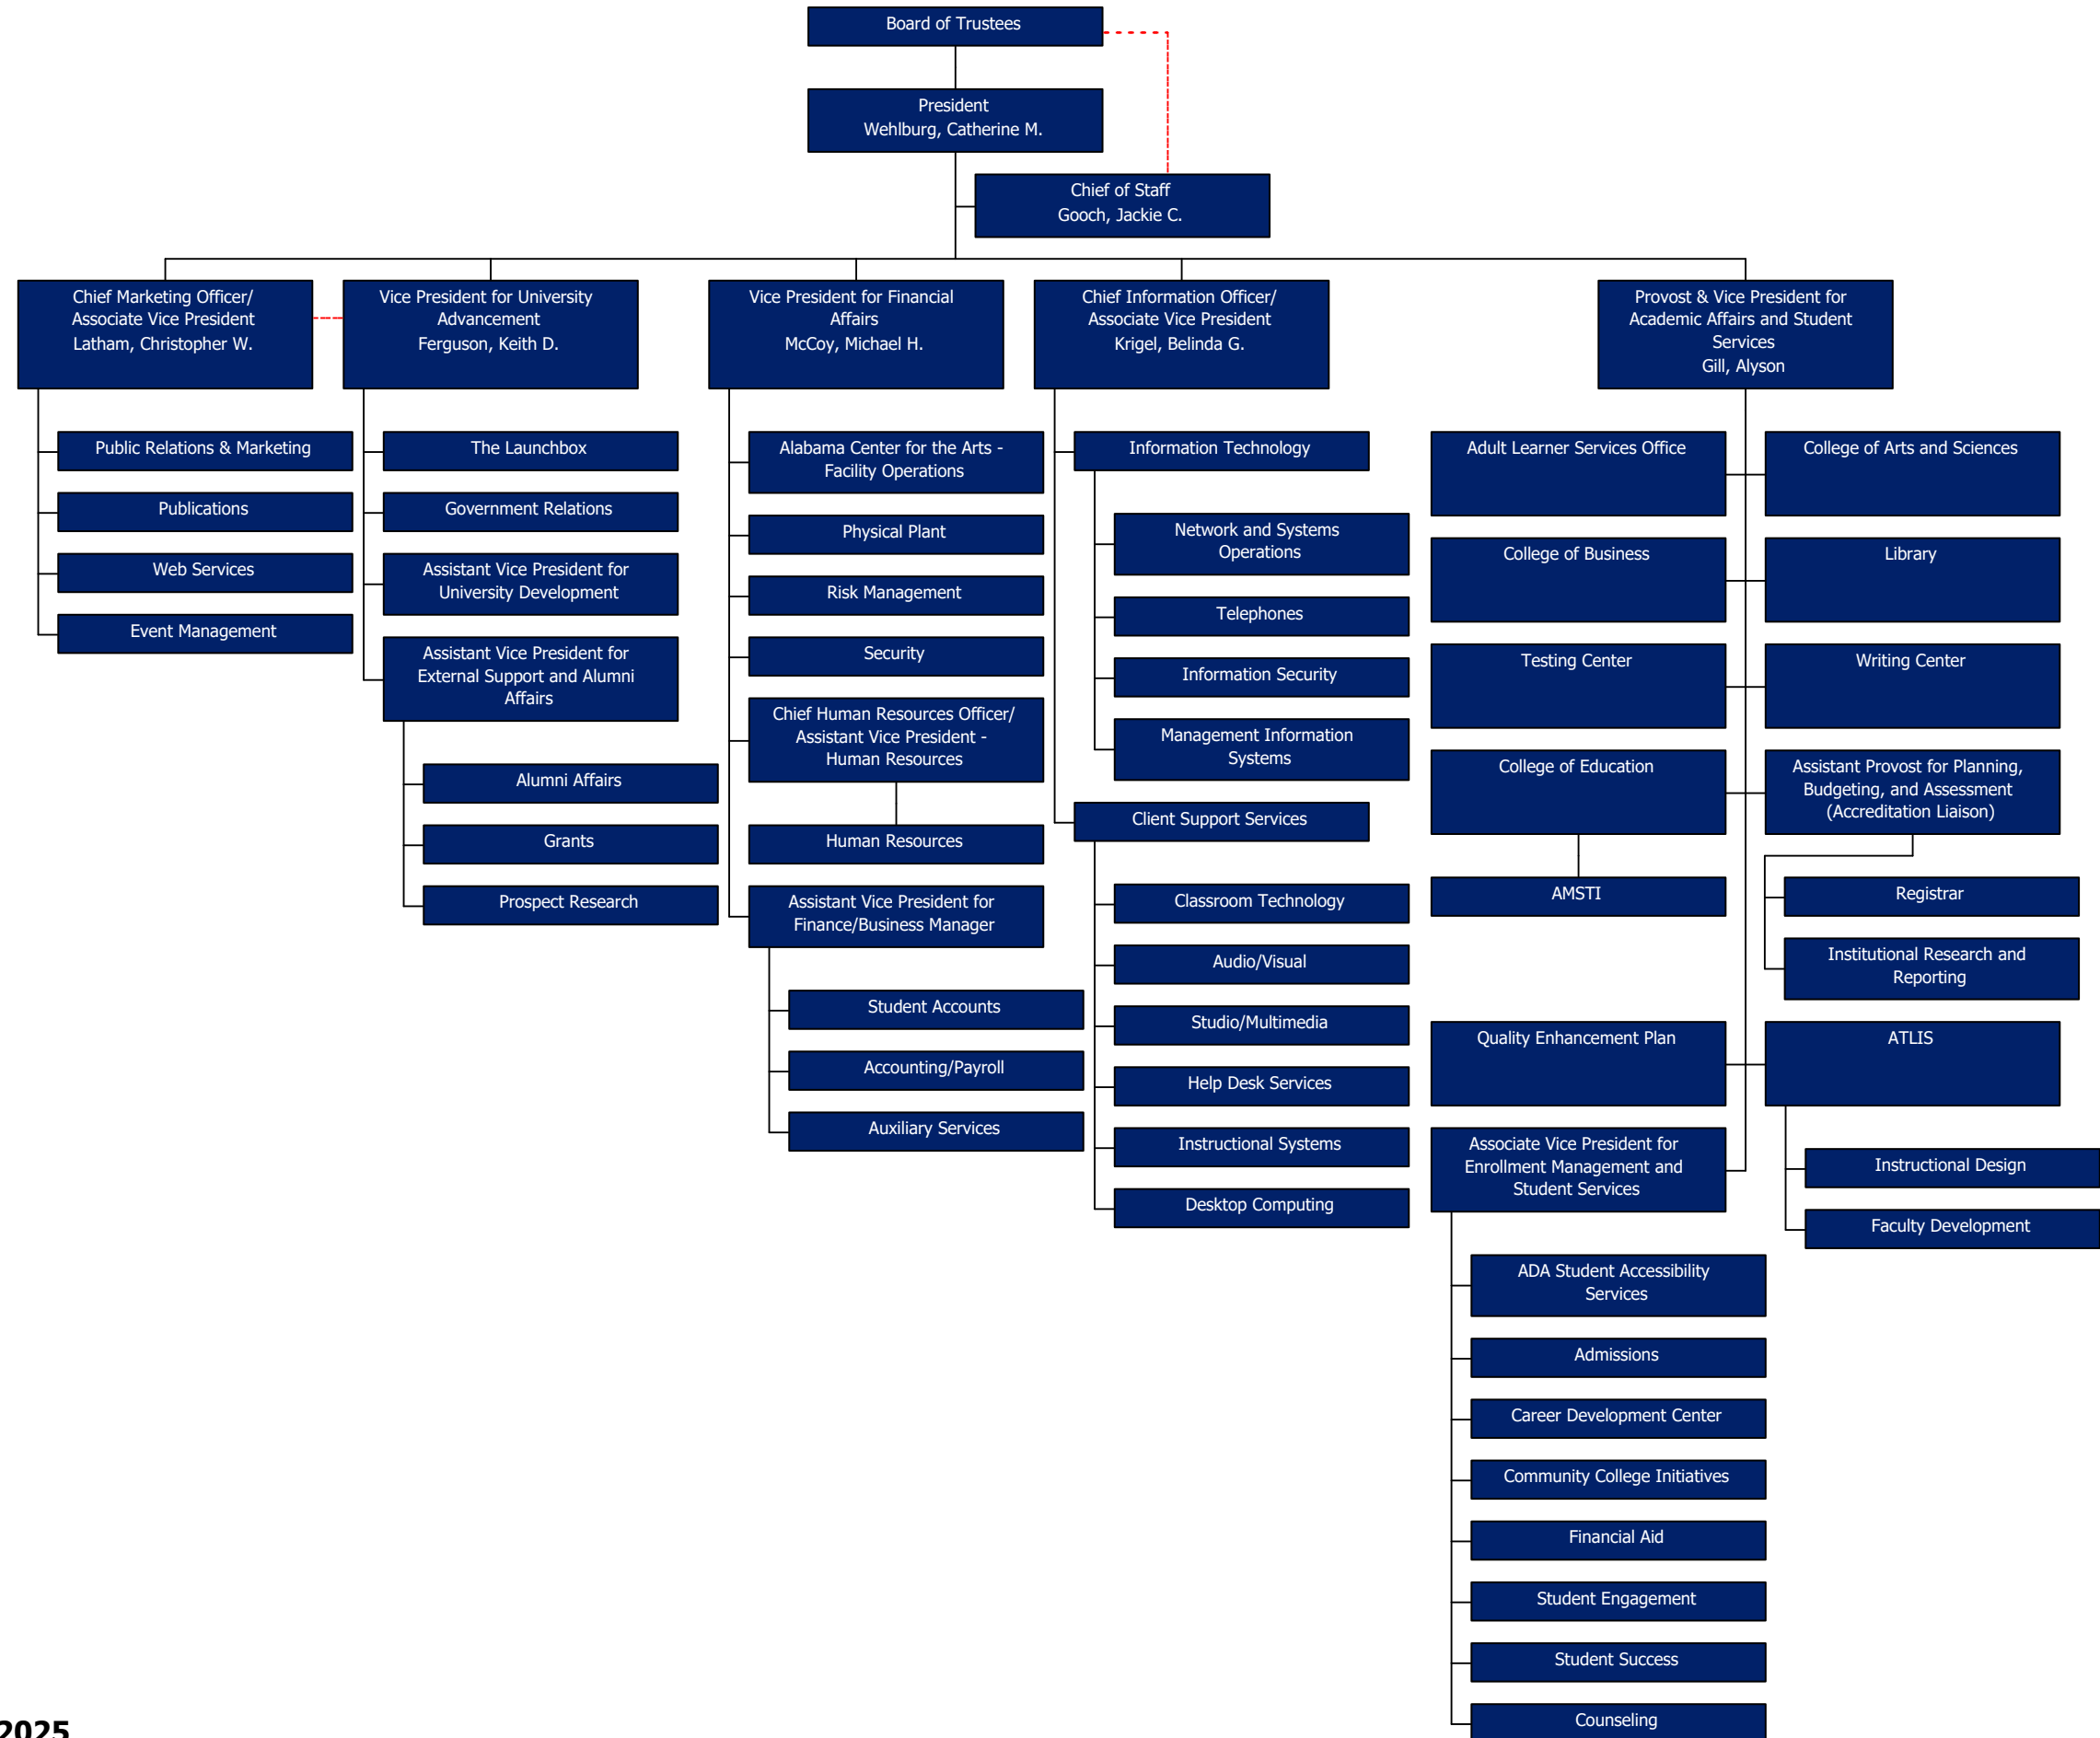 Board of Trustees
President
Wehlburg, Catherine M.
Chief of Staff
Gooch, Jackie C.
Chief Marketing Officer/
Associate Vice President
Latham, Christopher W.
Public Relations & Marketing
Publications
Web Services
Event Management
Vice President for University
Advancement
Ferguson, Keith D.
The Launchbox
Government Relations
Assistant Vice President for
University Development
Assistant Vice President for
External Support and Alumni
Affairs
Alumni Affairs
Grants
Prospect Research
Vice President for Financial
Affairs
McCoy, Michael H.
Alabama Center for the Arts -
Facility Operations
Physical Plant
Risk Management
Security
Chief Human Resources Officer/
Assistant Vice President -
Human Resources
Human Resources
Assistant Vice President for
Finance/Business Manager
Student Accounts
Accounting/Payroll
Auxiliary Services
Chief Information Officer/
Associate Vice President
Krigel, Belinda G.
Information Technology
Network and Systems
Operations
Telephones
Information Security
Management Information
Systems
Client Support Services
Classroom Technology
Audio/Visual
Studio/Multimedia
Help Desk Services
Instructional Systems
Desktop Computing
Provost & Vice President for
Academic Affairs and Student
Services
Gill, Alyson
Adult Learner Services Office
College of Arts and Sciences
College of Business
Library
Testing Center
Writing Center
College of Education
AMSTI
Assistant Provost for Planning,
Budgeting, and Assessment
(Accreditation Liaison)
Registrar
Institutional Research and
Reporting
Quality Enhancement Plan
ATLIS
Instructional Design
Faculty Development
Associate Vice President for
Enrollment Management and
Student Services
ADA Student Accessibility
Services
Admissions
Career Development Center
Community College Initiatives
Financial Aid
Student Engagement
Student Success
Counseling
2025